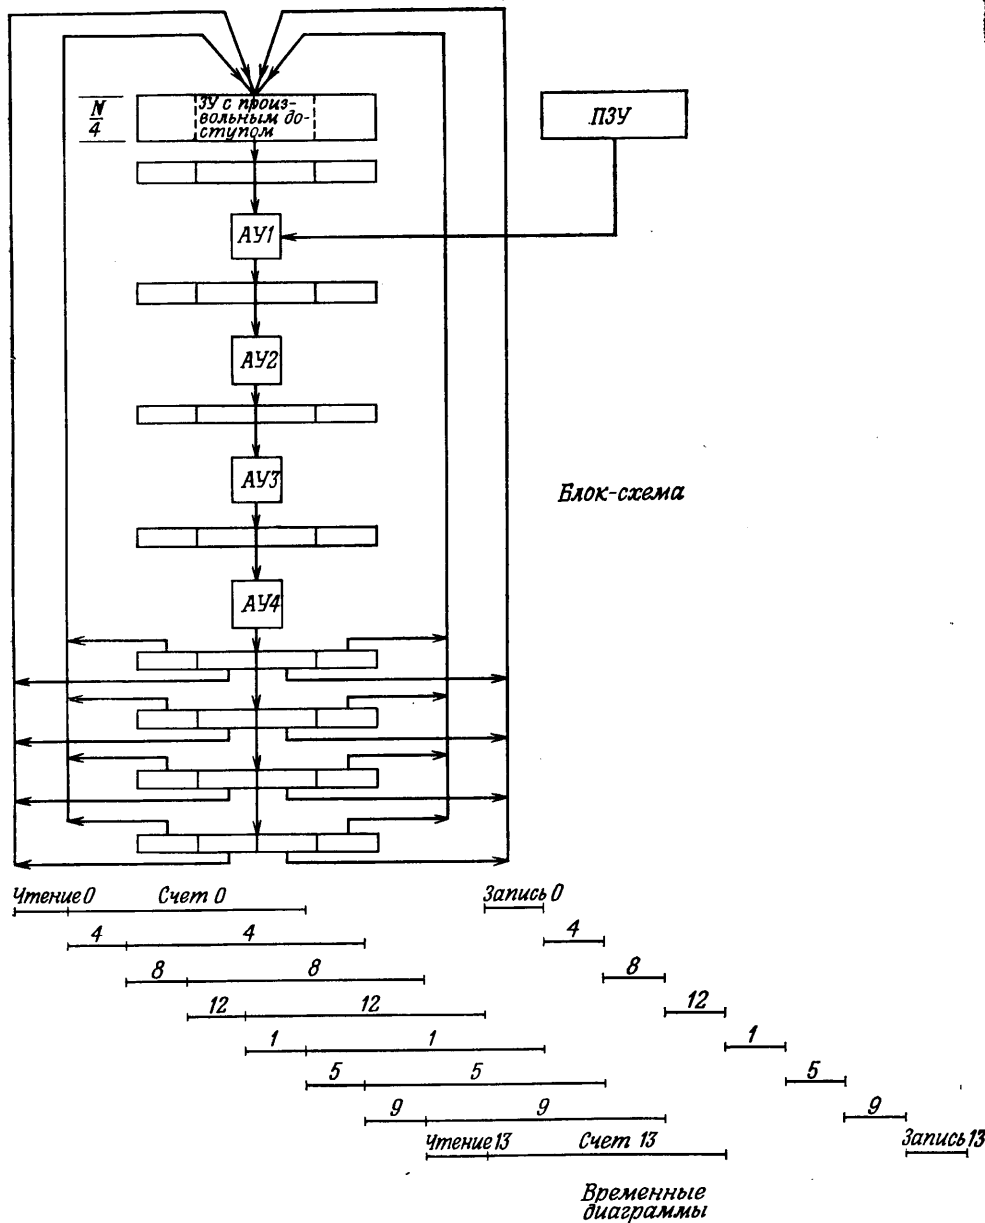 N
4
ЗУ с произ-
вольным до-
ступом
ПЗУ
АУ1
АУ2
АУ3
Блок-схема
АУ4
Чтение 0 Счет 0 Запись 0
4 4 4
8 8 8
12 12 12
1 1 1
5 5 5
9 9 9
Чтение 13 Счет 13 Запись 13
Временные
диаграммы